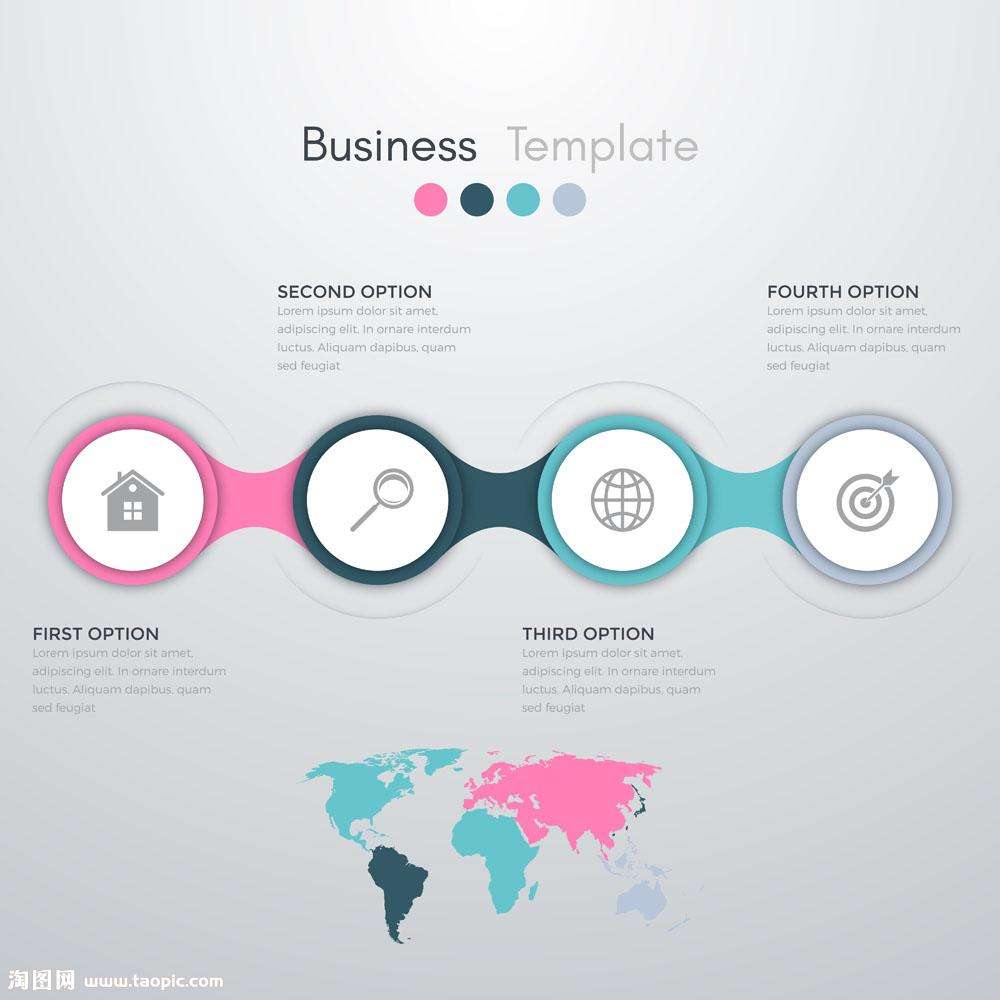 Business Template
SECOND OPTION
Lorem ipsum dolor sit amet,
adipiscing elit. In ornare interdum
luctus. Aliquam dapibus, quam
sed feugiat
FOURTH OPTION
Lorem ipsum dolor sit amet,
adipiscing elit. In ornare interdum
luctus. Aliquam dapibus, quam
sed feugiat
FIRST OPTION
Lorem ipsum dolor sit amet,
adipiscing elit. In ornare interdum
luctus. Aliquam dapibus, quam
sed feugiat
THIRD OPTION
Lorem ipsum dolor sit amet,
adipiscing elit. In ornare interdum
luctus. Aliquam dapibus, quam
sed feugiat
淘图网 www.taopic.com